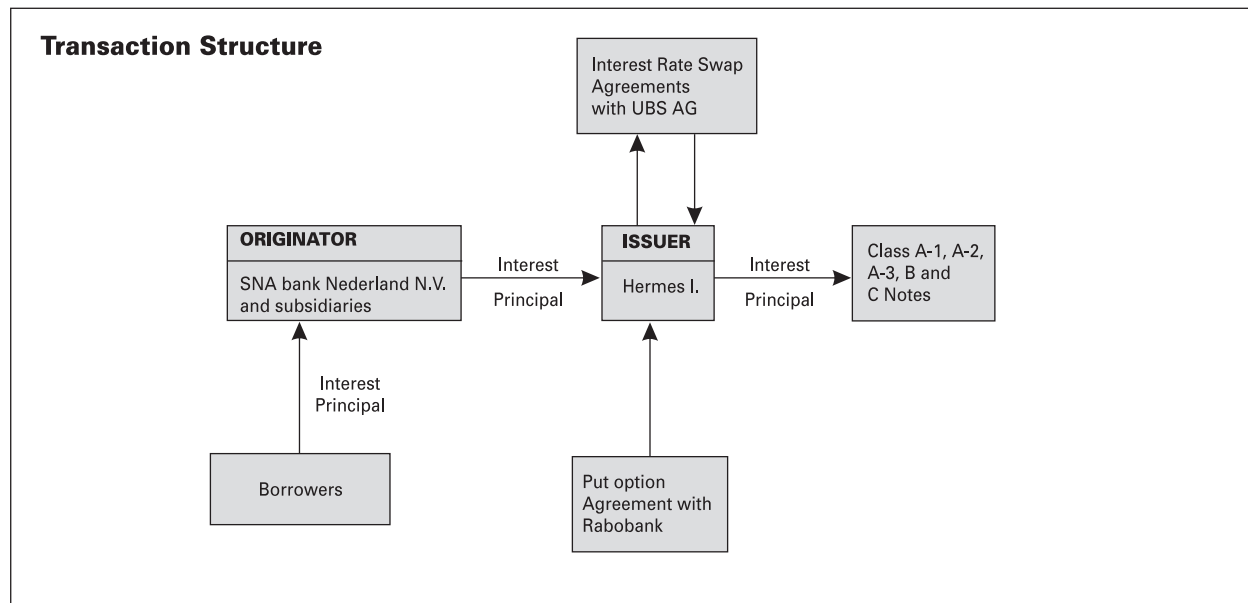 Transaction Structure
Interest Rate Swap
Agreements
with UBS AG
ORIGINATOR
SNA bank Nederland N.V.
and subsidiaries
Interest
Principal
ISSUER
Hermes I.
Interest
Principal
Class A-1, A-2,
A-3, B and
C Notes
Interest
Principal
Borrowers
Put option
Agreement with
Rabobank